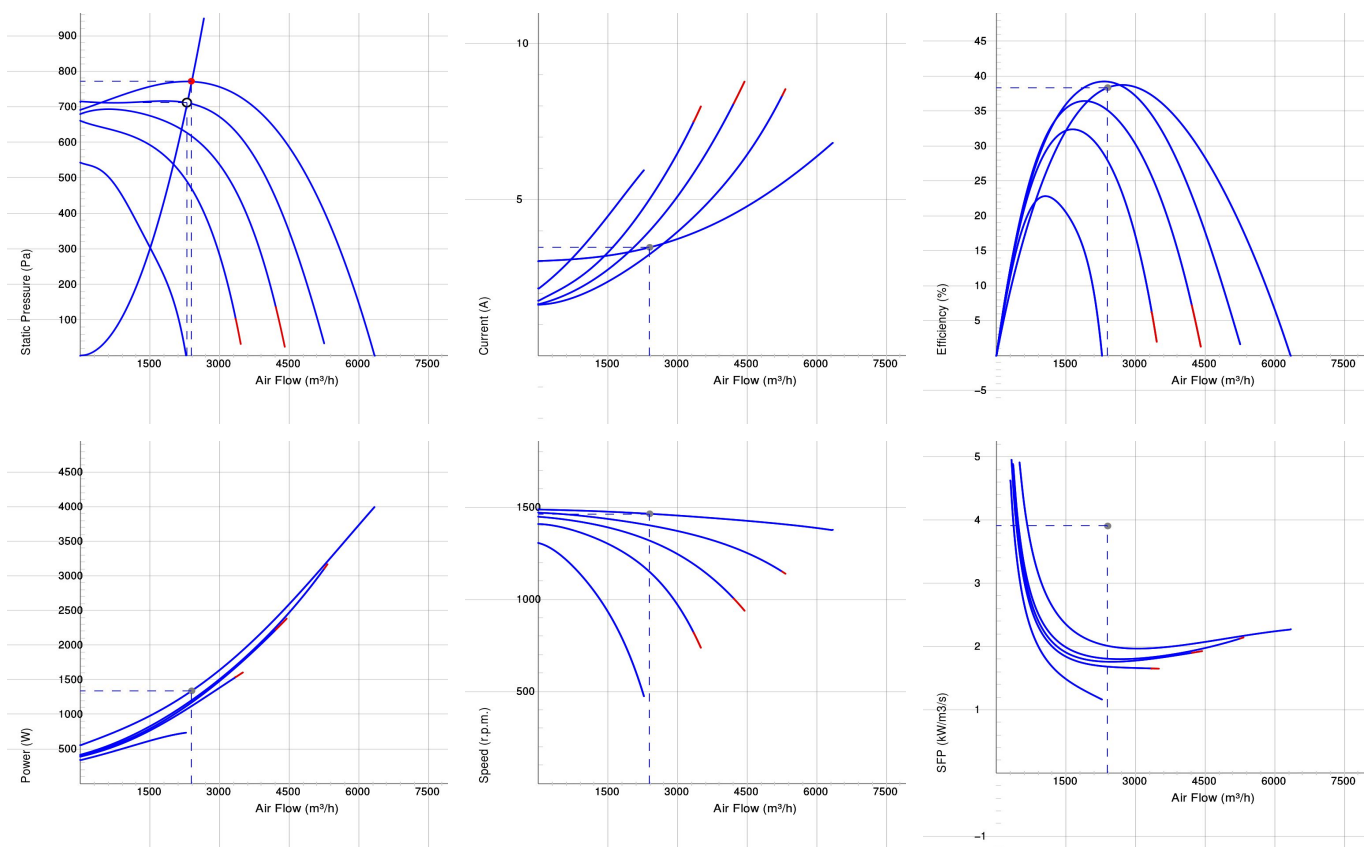 900
800
700
600
500
400
300
200
100
1500 3000 4500 6000 7500
Air Flow (m³/h)
Static Pressure (Pa)
10
5
1500 3000 4500 6000 7500
Air Flow (m³/h)
Current (A)
45
40
35
30
25
20
15
10
5
−5
1500 3000 4500 6000 7500
Air Flow (m³/h)
Efficiency (%)
4500
4000
3500
3000
2500
2000
1500
1000
500
1500 3000 4500 6000 7500
Air Flow (m³/h)
Power (W)
1500
1000
500
1500 3000 4500 6000 7500
Air Flow (m³/h)
Speed (r.p.m.)
5
4
3
2
1
−1
1500 3000 4500 6000 7500
Air Flow (m³/h)
SFP (kW/m3/s)